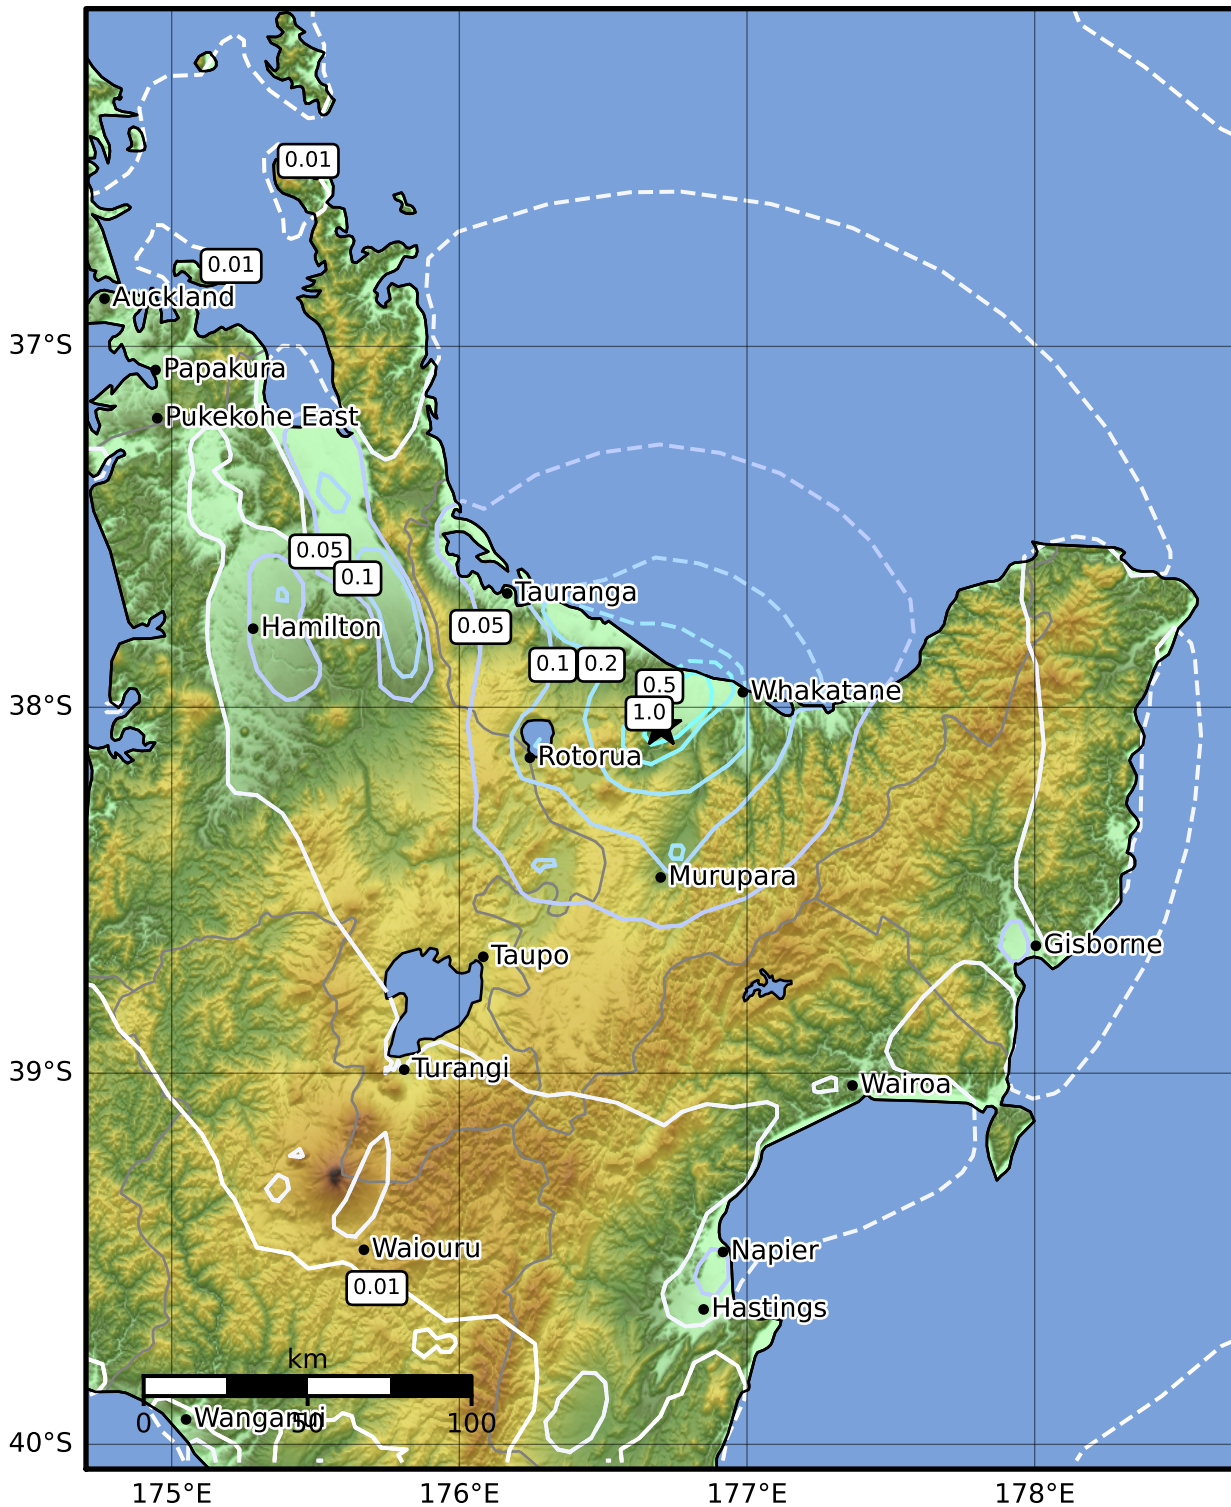 0.01
0.01
Auckland
37°S
Papakura
Pukekohe East
0.05
0.1
Tauranga
0.05
Hamilton
0.1
0.2
0.5
Whakatane
38°S
1.0
Rotorua
Murupara
Gisborne
Taupo
39°S
Turangi
Wairoa
Waiouru
Napier
0.01
Hastings
km
Wanganui
0
50
100
40°S
175°E
176°E
177°E
178°E